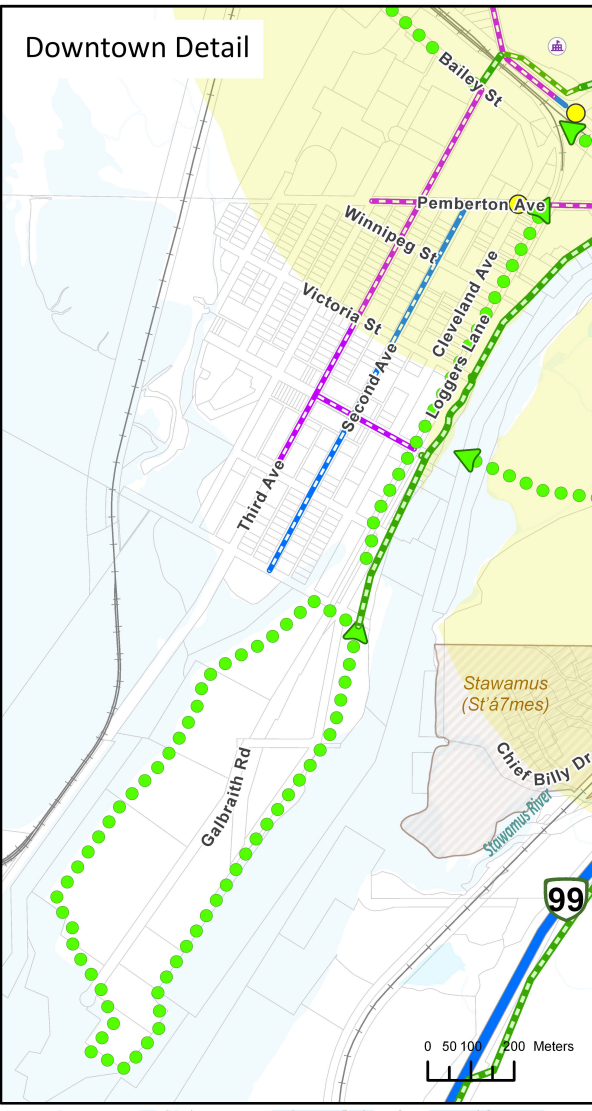 Downtown Detail
Bailey St
Pemberton Ave
Winnipeg St
Cleveland Ave
Victoria St
Loggers Lane
Second Ave
Third Ave
Stawamus
(St'á7mes)
Chief Billy Dr
Galbraith Rd
Stawamus River
99
0 50 100 200 Meters